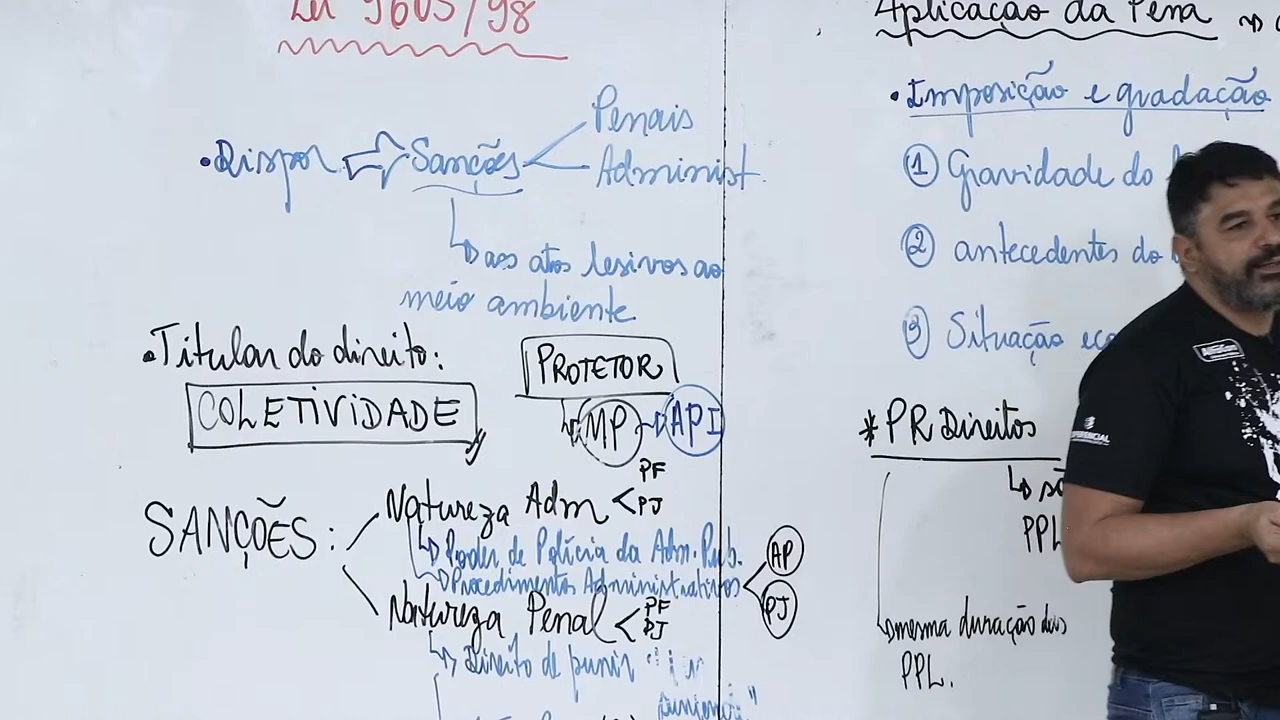 Lei 9605/98
• Dispor ⇨ Sanções < Penais
Administ.
↳ aos atos lesivos ao
meio ambiente
• Titular do direito:
COLETIVIDADE
PROTETOR
↳ MP → API
SANÇÕES:
Natureza Adm < PF
PJ
↳ Poder de Polícia da Adm. Pub.
↳ Procedimentos Administrativos < AP
PJ
Natureza Penal < PF
PJ
↳ Direito de punir
Aplicação da Pena
• Imposição e gradação
① Gravidade do
② antecedentes do
③ Situação
* PR Direitos
↳
PPL
↳ mesma duração das
PPL.